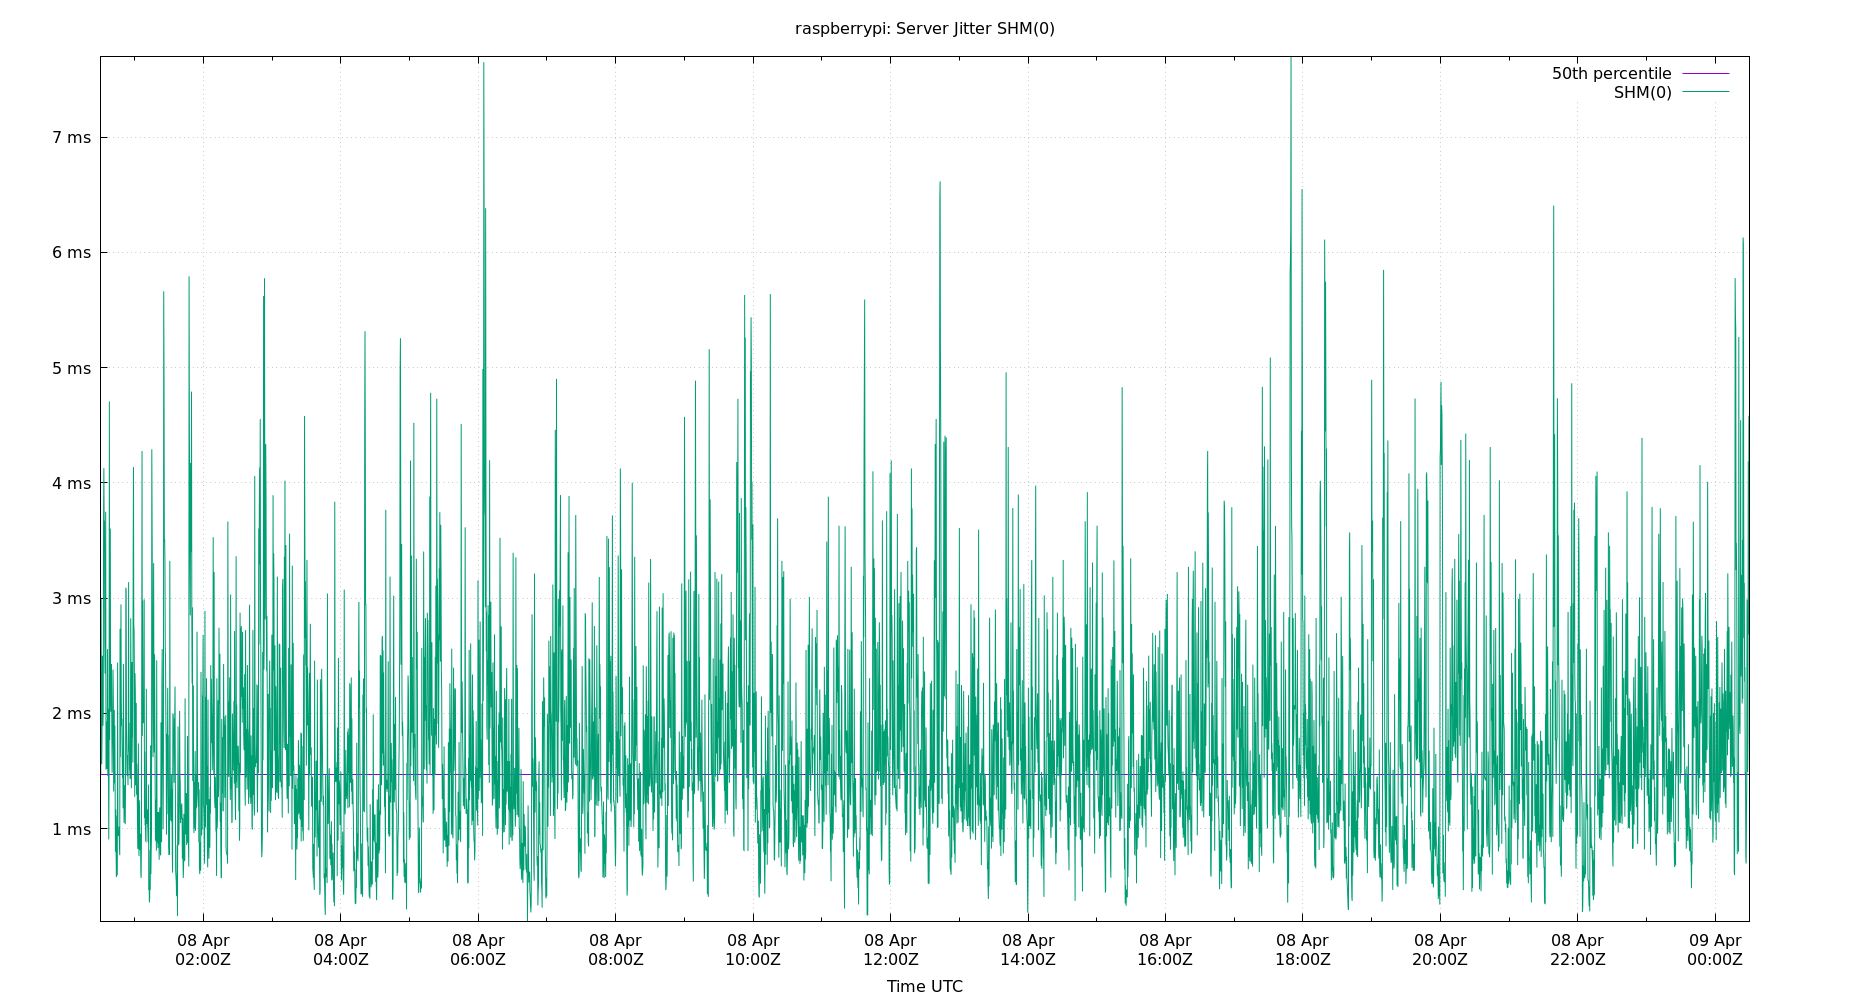 raspberrypi: Server Jitter SHM(0)
50th percentile
SHM(0)
7 ms
6 ms
5 ms
4 ms
3 ms
2 ms
1 ms
08 Apr 08 Apr 08 Apr 08 Apr 08 Apr 08 Apr 08 Apr 08 Apr 08 Apr 08 Apr 08 Apr 09 Apr
02:00Z 04:00Z 06:00Z 08:00Z 10:00Z 12:00Z 14:00Z 16:00Z 18:00Z 20:00Z 22:00Z 00:00Z
Time UTC